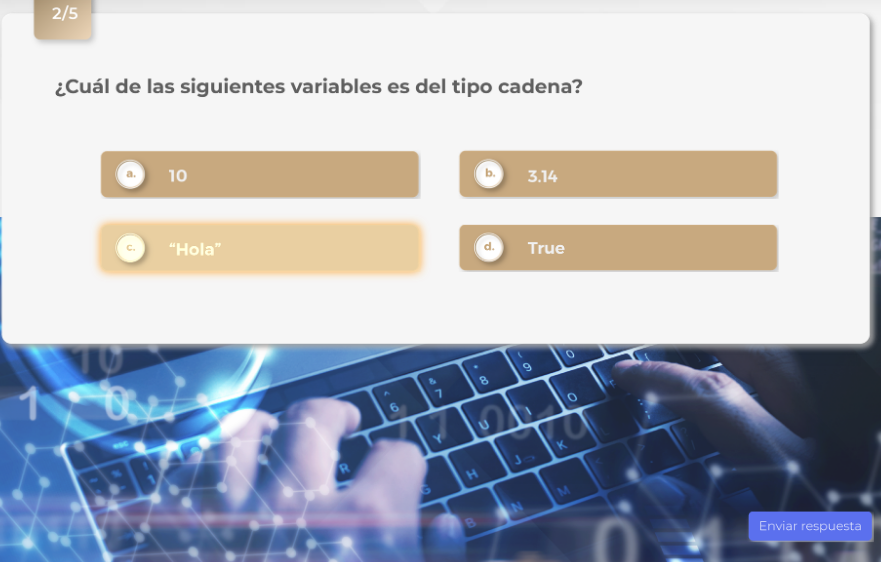 2/5
¿Cuál de las siguientes variables es del tipo cadena?
a. 10
b. 3.14
c. “Hola”
d. True
Enviar respuesta